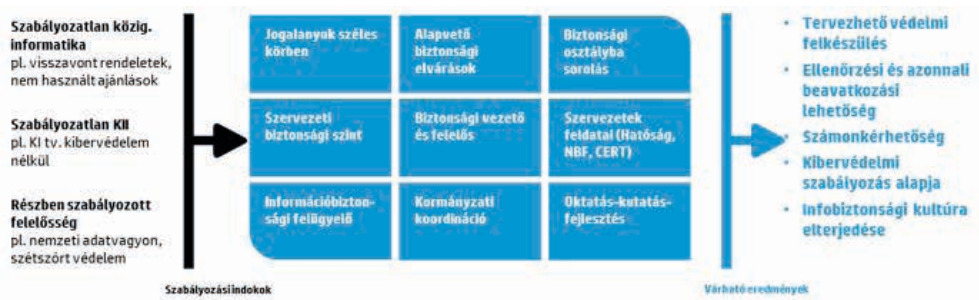 Szabályozatlan közig.
informatika
pl. visszavont rendeletek,
nem használt ajánlások
Szabályozatlan KII
pl. KI tv. kibervédelem
nélkül
Részben szabályozott
felelősség
pl. nemzeti adatvagyon,
szétszórt védelem
Szabályozási indokok
Jogalanyok széles
körben
Alapvető
biztonsági
elvárások
Biztonsági
osztályba
sorolás
Szervezeti
biztonsági szint
Biztonsági vezető
és felelős
Szervezetek
feldatai (Hatóság,
NBF, CERT)
Információbizton-
sági felügyelő
Kormányzati
koordináció
Oktatás-kutatás-
fejlesztés
Várható eredmények
• Tervezhető védelmi
felkészülés
• Ellenőrzési és azonnali
beavatkozási
lehetőség
• Számonkérhetőség
• Kibervédelmi
szabályozás alapja
• Infobiztonsági kultúra
elterjedése